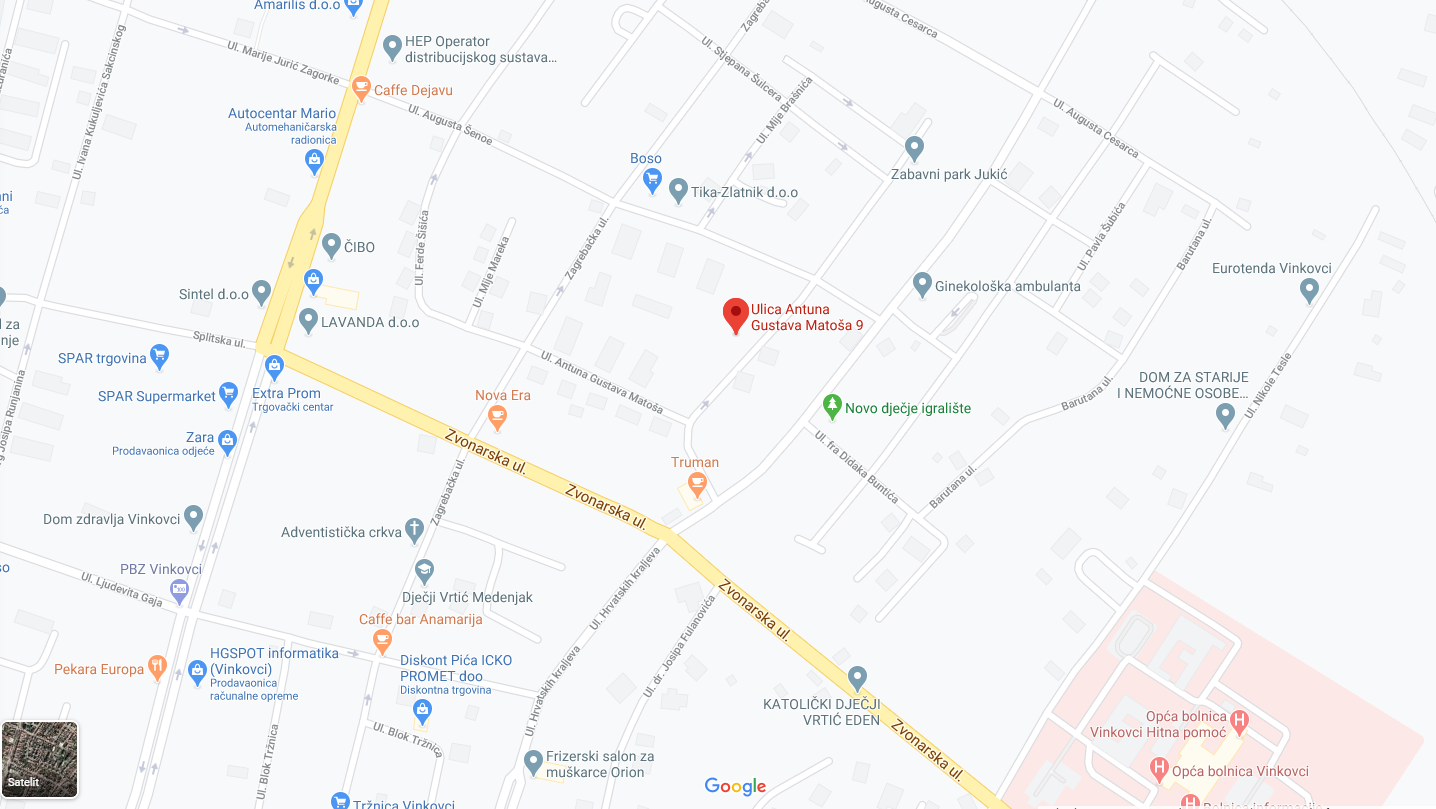 Amarilis d.o.o
Zagrebačka ul.
Augusta Cesarca
HEP Operator
distribucijskog sustava...
Ul. Marije Jurić Zagorke
Ul. Ivana Kukuljevića Sakcinskog
Ul. Stjepana Šulcera
Caffe Dejavu
Ul. Mije Brašnića
Autocentar Mario
Automehaničarska
radionica
Ul. Augusta Šenoe
Ul. Augusta Cesarca
Boso
Tika-Zlatnik d.o.o
Zabavni park Jukić
Ul. Ferde Šišića
Ul. Mije Mareka
Zagrebačka ul.
Ul. Pavla Šubića
Barutana ul.
ČIBO
Sintel d.o.o
LAVANDA d.o.o
Ginekološka ambulanta
Eurotenda Vinkovci
Ulica Antuna
Gustava Matoša 9
Splitska ul.
SPAR trgovina
SPAR Supermarket
Extra Prom
Trgovački centar
Ul. Antuna Gustava Matoša
Nova Era
Novo dječje igralište
DOM ZA STARIJE
I NEMOĆNE OSOBE...
Barutana ul.
Ul. Nikole Tesle
Zara
Prodavaonica odjeće
Zvonarska ul.
Truman
Ul. fra Didaka Buntića
Barutana ul.
Zagrebačka ul.
Zvonarska ul.
Dom zdravlja Vinkovci
Adventistička crkva
PBZ Vinkovci
Ul. Ljudevita Gaja
Dječji Vrtić Medenjak
Ul. Hrvatskih kraljeva
Zvonarska ul.
Caffe bar Anamarija
Pekara Europa
HGSPOT informatika
(Vinkovci)
Prodavaonica
računalne opreme
Diskont Pića ICKO
PROMET doo
Diskontna trgovina
Ul. Hrvatskih kraljeva
Ul. dr. Josipa Fulanovića
KATOLIČKI DJEČJI
VRTIĆ EDEN
Zvonarska ul.
Opća bolnica
Vinkovci Hitna pomoć
Opća bolnica Vinkovci
Ul. Blok Tržnica
Ul. Blok Tržnica
Frizerski salon za
muškarce Orion
Satelit
Google
Tržnica Vinkovci